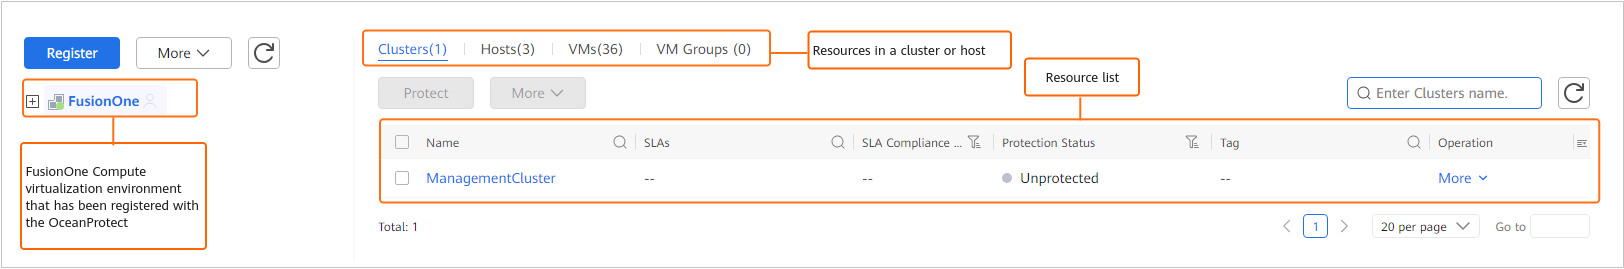 Register
More
FusionOne
FusionOne Compute
virtualization environment
that has been registered with
the OceanProtect
Clusters(1)
Hosts(3)
VMs(36)
VM Groups (0)
Resources in a cluster or host
Resource list
Protect
More
Enter Clusters name.
Name
SLAs
SLA Compliance ...
Protection Status
Tag
Operation
ManagementCluster
--
--
Unprotected
--
More
Total: 1
1
20 per page
Go to